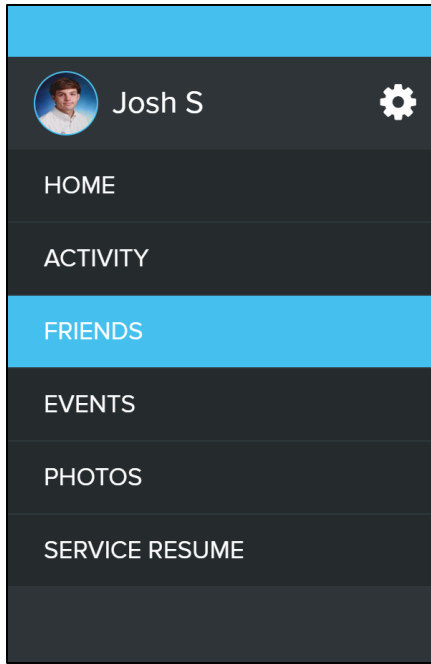 Josh S
HOME
ACTIVITY
FRIENDS
EVENTS
PHOTOS
SERVICE RESUME